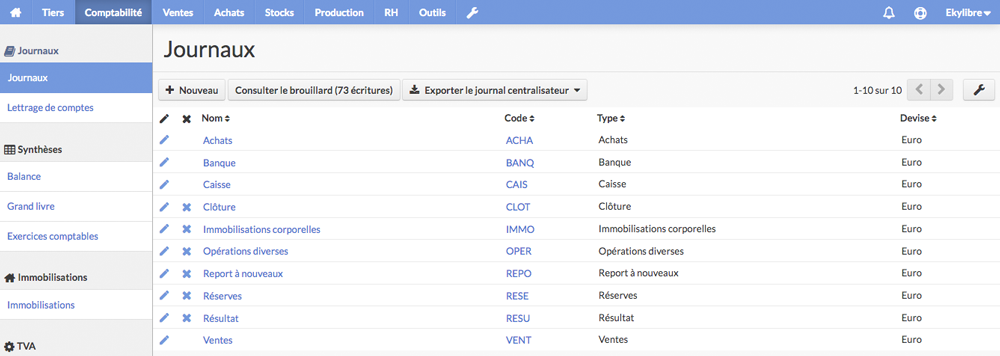 Tiers Comptabilité Ventes Achats Stocks Production RH Outils Ekylibre
Journaux
Journaux
Lettrage de comptes
Synthèses
Balance
Grand livre
Exercices comptables
Immobilisations
Immobilisations
TVA
Journaux
Nouveau Consulter le brouillard (73 écritures) Exporter le journal centralisateur 1-10 sur 10
Nom Code Type Devise
Achats ACHA Achats Euro
Banque BANQ Banque Euro
Caisse CAIS Caisse Euro
Clôture CLOT Clôture Euro
Immobilisations corporelles IMMO Immobilisations corporelles Euro
Opérations diverses OPER Opérations diverses Euro
Report à nouveaux REPO Report à nouveaux Euro
Réserves RESE Réserves Euro
Résultat RESU Résultat Euro
Ventes VENT Ventes Euro